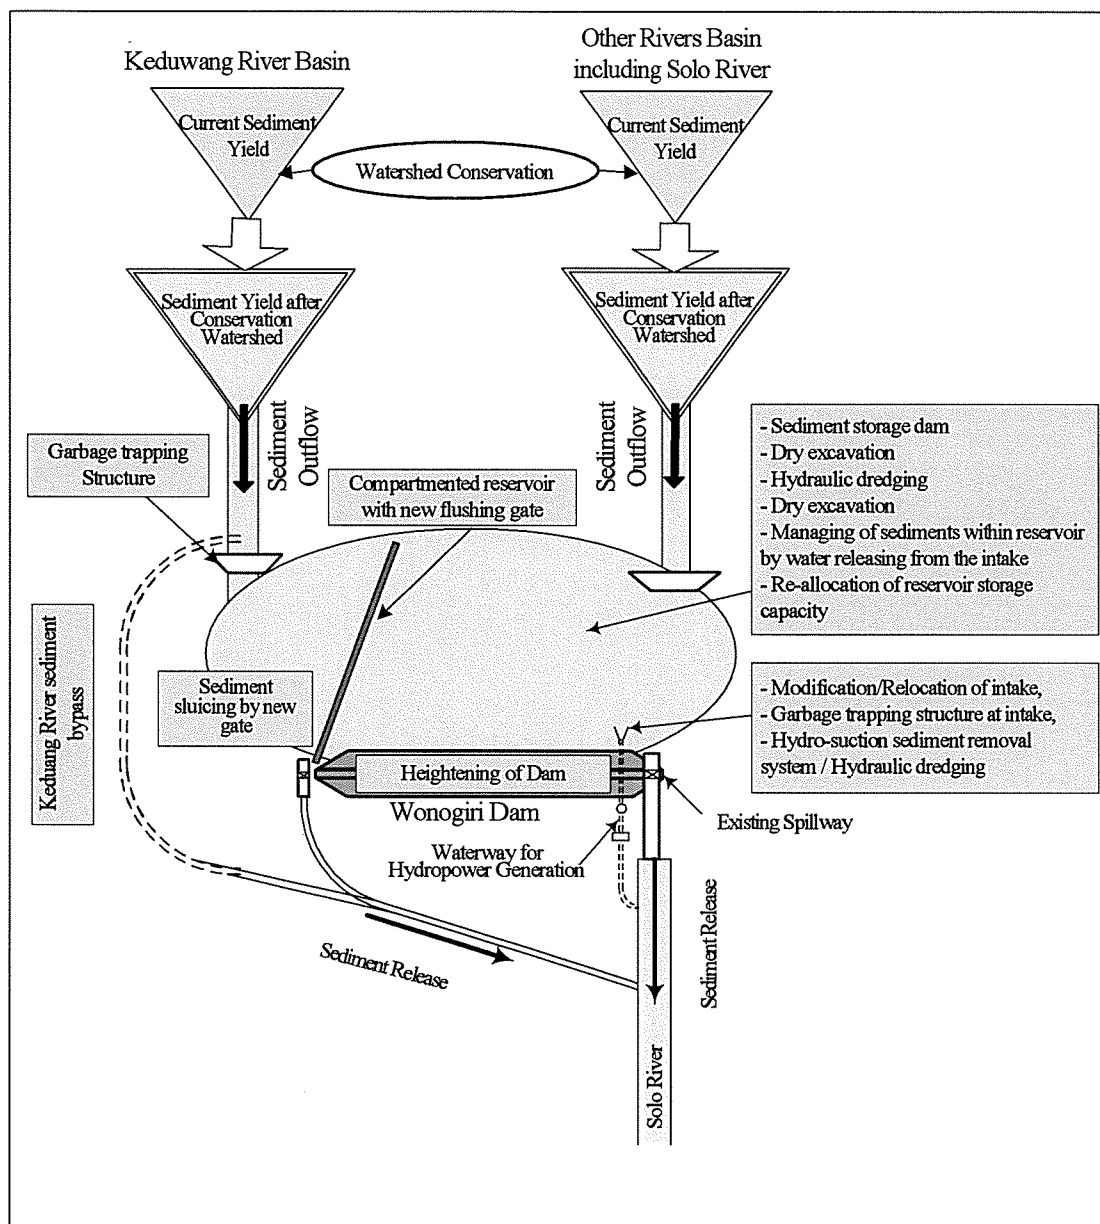 Keduwang River Basin
Other Rivers Basin
including Solo River
Current Sediment
Yield
Current Sediment
Yield
Watershed Conservation
Sediment Yield after
Conservation
Watershed
Sediment Yield after
Conservation
Watershed
Sediment
Outflow
Sediment
Outflow
Garbage trapping
Structure
Compartmented reservoir
with new flushing gate
- Sediment storage dam
- Dry excavation
- Hydraulic dredging
- Dry excavation
- Managing of sediments within reservoir
by water releasing from the intake
- Re-allocation of reservoir storage
capacity
Keduang River sediment
bypass
Sediment
sluicing by new
gate
- Modification/Relocation of intake,
- Garbage trapping structure at intake,
- Hydro-suction sediment removal
system / Hydraulic dredging
Heightening of Dam
Wonogiri Dam
Existing Spillway
Waterway for
Hydropower Generation
Sediment Release
Sediment Release
Solo River